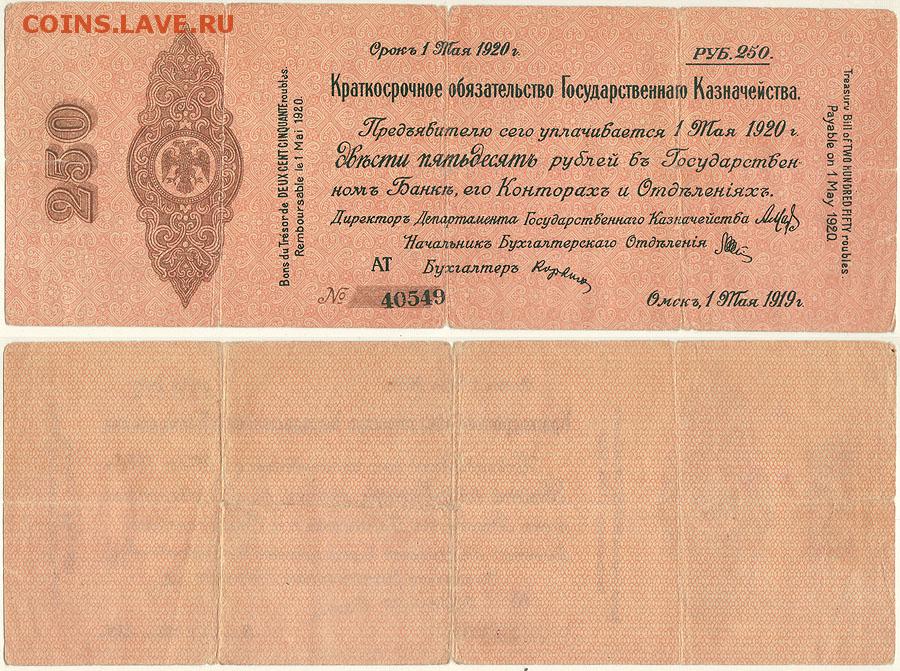 COINS.LAVE.RU
250
Bons du Trésor de DEUX CENT CINQUANTE roubles.
Remboursable le 1 Mai 1920.
Срокъ 1 Мая 1920 г.
РУБ. 250.
Краткосрочное обязательство Государственнаго Казначейства.
Предъявителю сего уплачивается 1 Мая 1920 г.
двѣсти пятьдесятъ рублей въ Государствен-
номъ Банкѣ, его Конторахъ и Отдѣленіяхъ.
Директоръ Департамента Государственнаго Казначейства
Начальникъ Бухгалтерскаго Отдѣленія
АТ Бухгалтеръ
№ 40549
Омскъ, 1 Мая 1919 г.
Treasury Bill of TWO HUNDRED FIFTY roubles
Payable on 1 May 1920.